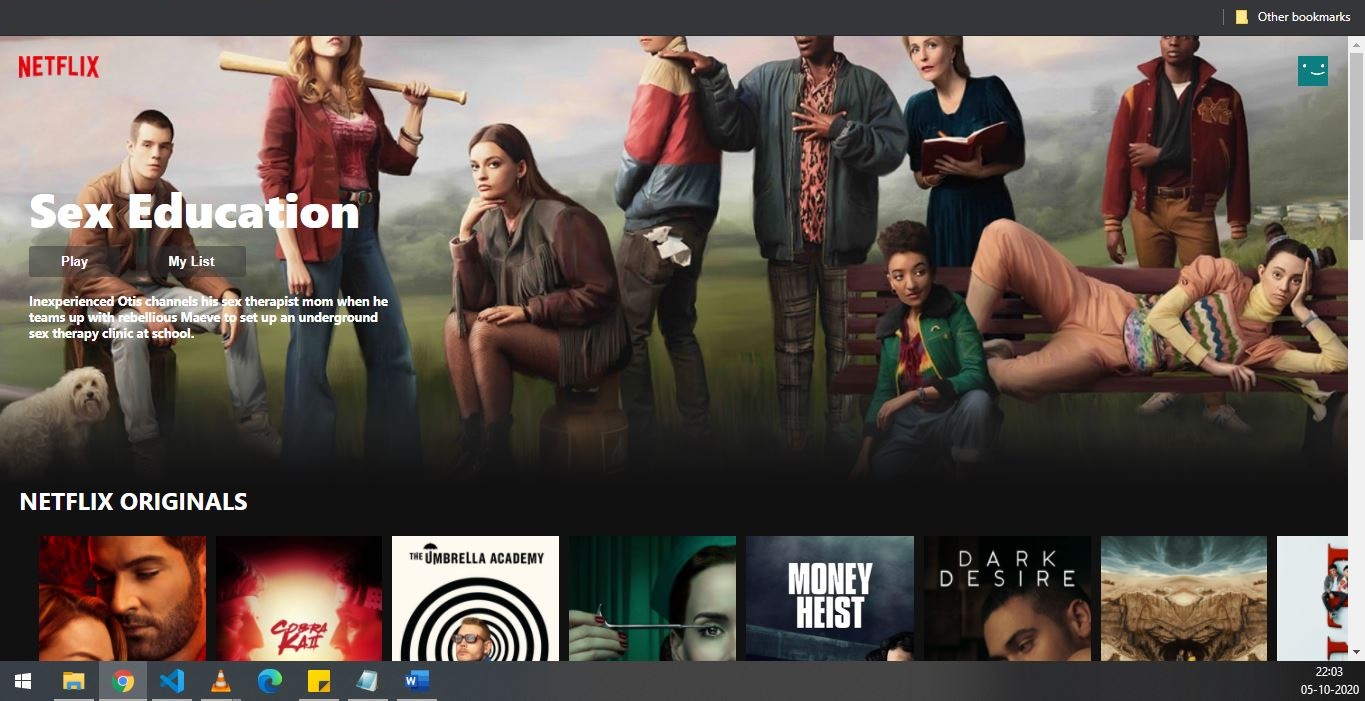 Other bookmarks
NETFLIX
M
Sex Education
Play
My List
Inexperienced Otis channels his sex therapist mom when he
teams up with rebellious Maeve to set up an underground
sex therapy clinic at school.
NETFLIX ORIGINALS
COBRA
KAI
THE UMBRELLA ACADEMY
MONEY
HEIST
DARK
DESIRE
W
22:03
05-10-2020